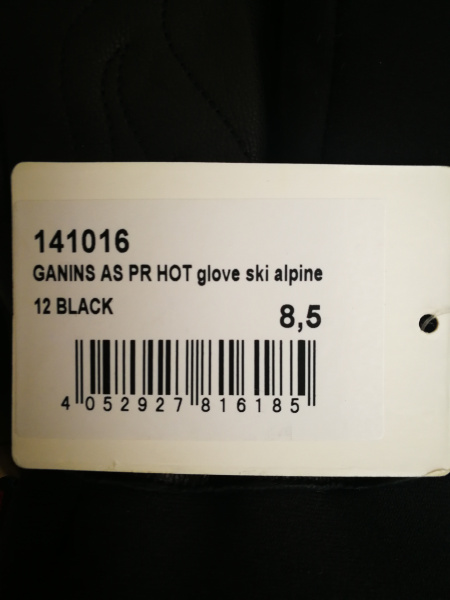 141016
GANINS AS PR HOT glove ski alpine
12 BLACK
8,5
4 052927 816185